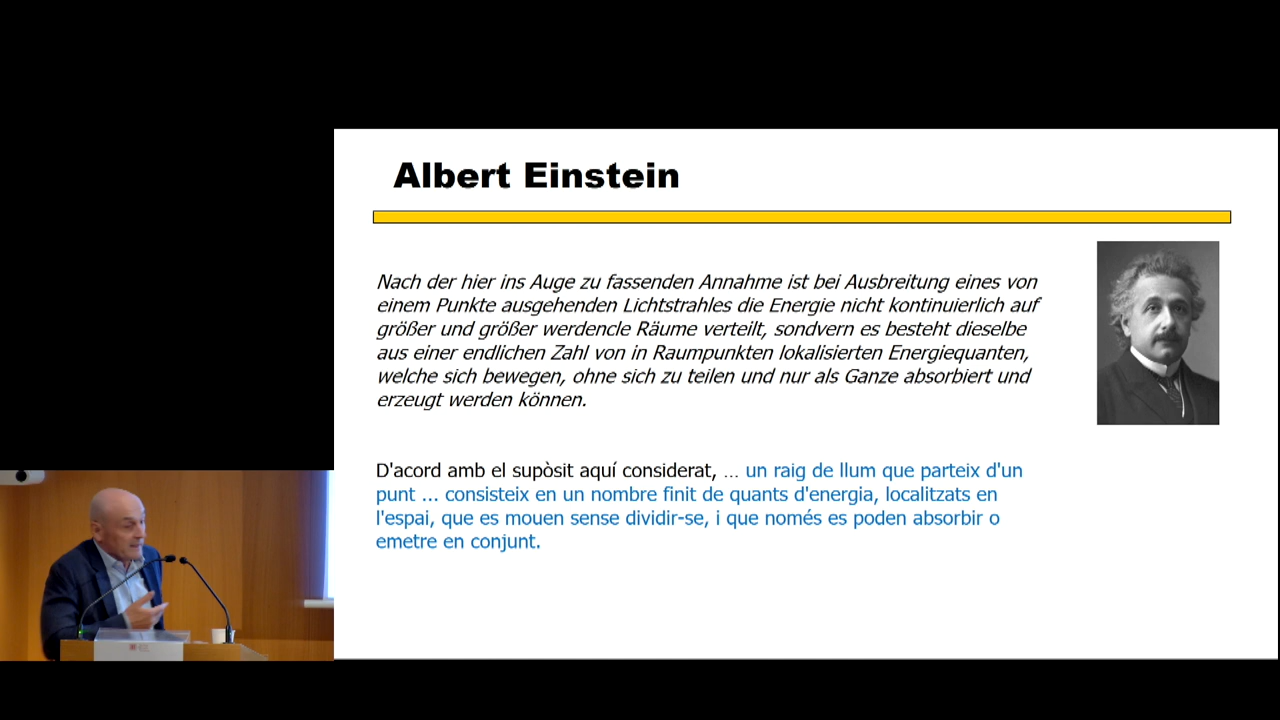 Albert Einstein
Nach der hier ins Auge zu fassenden Annahme ist bei Ausbreitung eines von
einem Punkte ausgehenden Lichtstrahles die Energie nicht kontinuierlich auf
größer und größer werdencle Räume verteilt, sondvern es besteht dieselbe
aus einer endlichen Zahl von in Raumpunkten lokalisierten Energiequanten,
welche sich bewegen, ohne sich zu teilen und nur als Ganze absorbiert und
erzeugt werden können.
D'acord amb el supòsit aquí considerat, ... un raig de llum que parteix d'un
punt ... consisteix en un nombre finit de quants d'energia, localitzats en
l'espai, que es mouen sense dividir-se, i que només es poden absorbir o
emetre en conjunt.